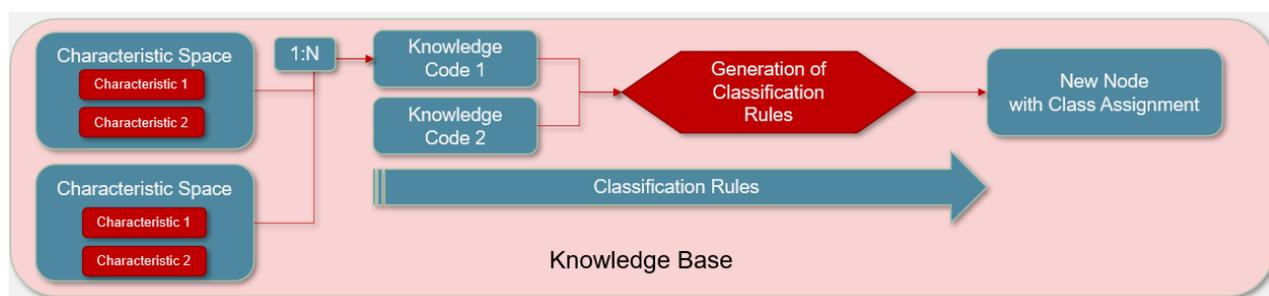 Characteristic Space
Characteristic 1
Characteristic 2
Characteristic Space
Characteristic 1
Characteristic 2
1:N
Knowledge
Code 1
Knowledge
Code 2
Generation of
Classification
Rules
New Node
with Class Assignment
Classification Rules
Knowledge Base